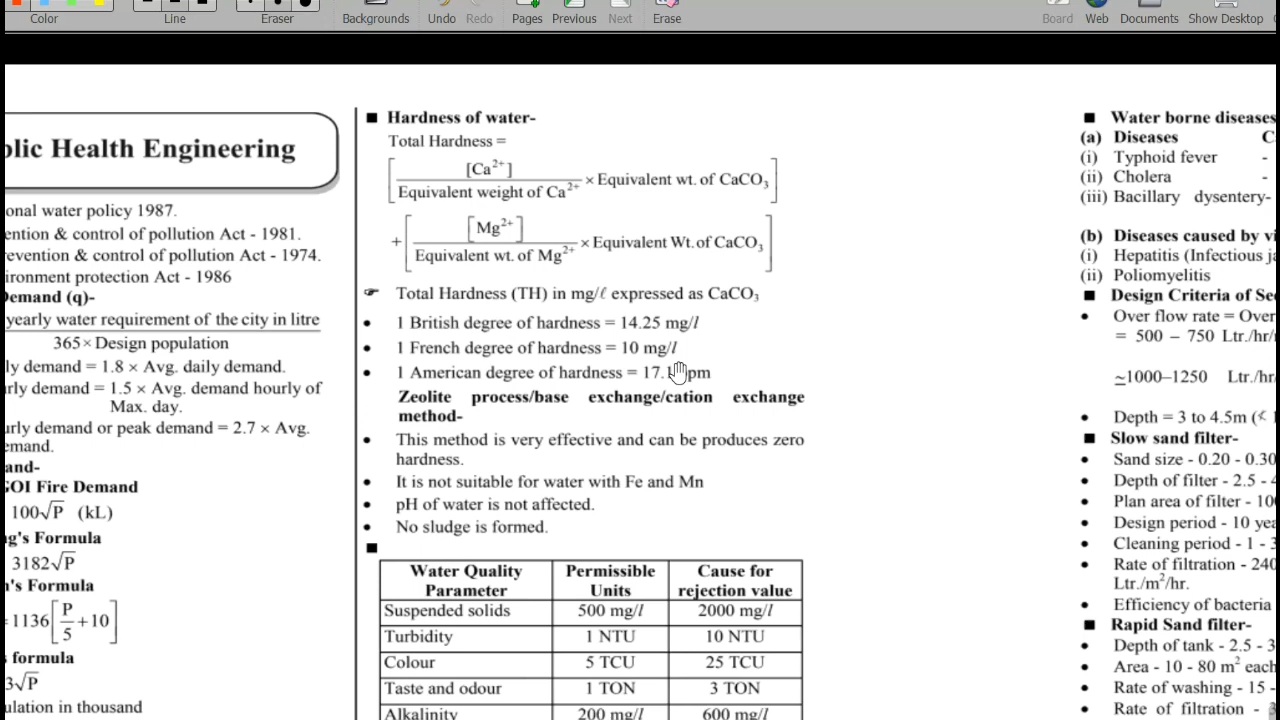 Color Line Eraser Backgrounds Undo Redo Pages Previous Next Erase Board Web Documents Show Desktop
blic Health Engineering
onal water policy 1987.
ention & control of pollution Act - 1981.
evention & control of pollution Act - 1974.
ironment protection Act - 1986
Demand (q)-
yearly water requirement of the city in litre
365 × Design population
ly demand = 1.8 × Avg. daily demand.
rly demand = 1.5 × Avg. demand hourly of
Max. day.
urly demand or peak demand = 2.7 × Avg.
emand.
and-
GOI Fire Demand
100√P (kL)
g's Formula
3182√P
n's Formula
1136[P/5 + 10]
s formula
3√P
ulation in thousand
■ Hardness of water-
Total Hardness =
[[Ca²⁺] / Equivalent weight of Ca²⁺ × Equivalent wt. of CaCO₃]
+ [[Mg²⁺] / Equivalent wt. of Mg²⁺ × Equivalent Wt. of CaCO₃]
☞ Total Hardness (TH) in mg/ℓ expressed as CaCO₃
• 1 British degree of hardness = 14.25 mg/l
• 1 French degree of hardness = 10 mg/l
• 1 American degree of hardness =
Zeolite process/base exchange/cation exchange
method-
• This method is very effective and can be produces zero
hardness.
• It is not suitable for water with Fe and Mn
• pH of water is not affected.
• No sludge is formed.
■
Water Quality Parameter Permissible Units Cause for rejection value
Suspended solids 500 mg/l 2000 mg/l
Turbidity 1 NTU 10 NTU
Colour 5 TCU 25 TCU
Taste and odour 1 TON 3 TON
Alkalinity 200 mg/l 600 mg/l
■ Water borne diseases
(a) Diseases C
(i) Typhoid fever -
(ii) Cholera -
(iii) Bacillary dysentery-
(b) Diseases caused by vi
(i) Hepatitis (Infectious ja
(ii) Poliomyelitis
■ Design Criteria of Sed
• Over flow rate = Over
= 500 – 750 Ltr./hr/
≃1000–1250 Ltr./hr/
• Depth = 3 to 4.5m (
■ Slow sand filter-
• Sand size - 0.20 - 0.30
• Depth of filter - 2.5 -
• Plan area of filter - 10
• Design period - 10 yea
• Cleaning period - 1 - 3
• Rate of filtration - 240
Ltr./m²/hr.
• Efficiency of bacteria
■ Rapid Sand filter-
• Depth of tank - 2.5 - 3
• Area - 10 - 80 m² each
• Rate of washing - 15 -
• Rate of filtration -